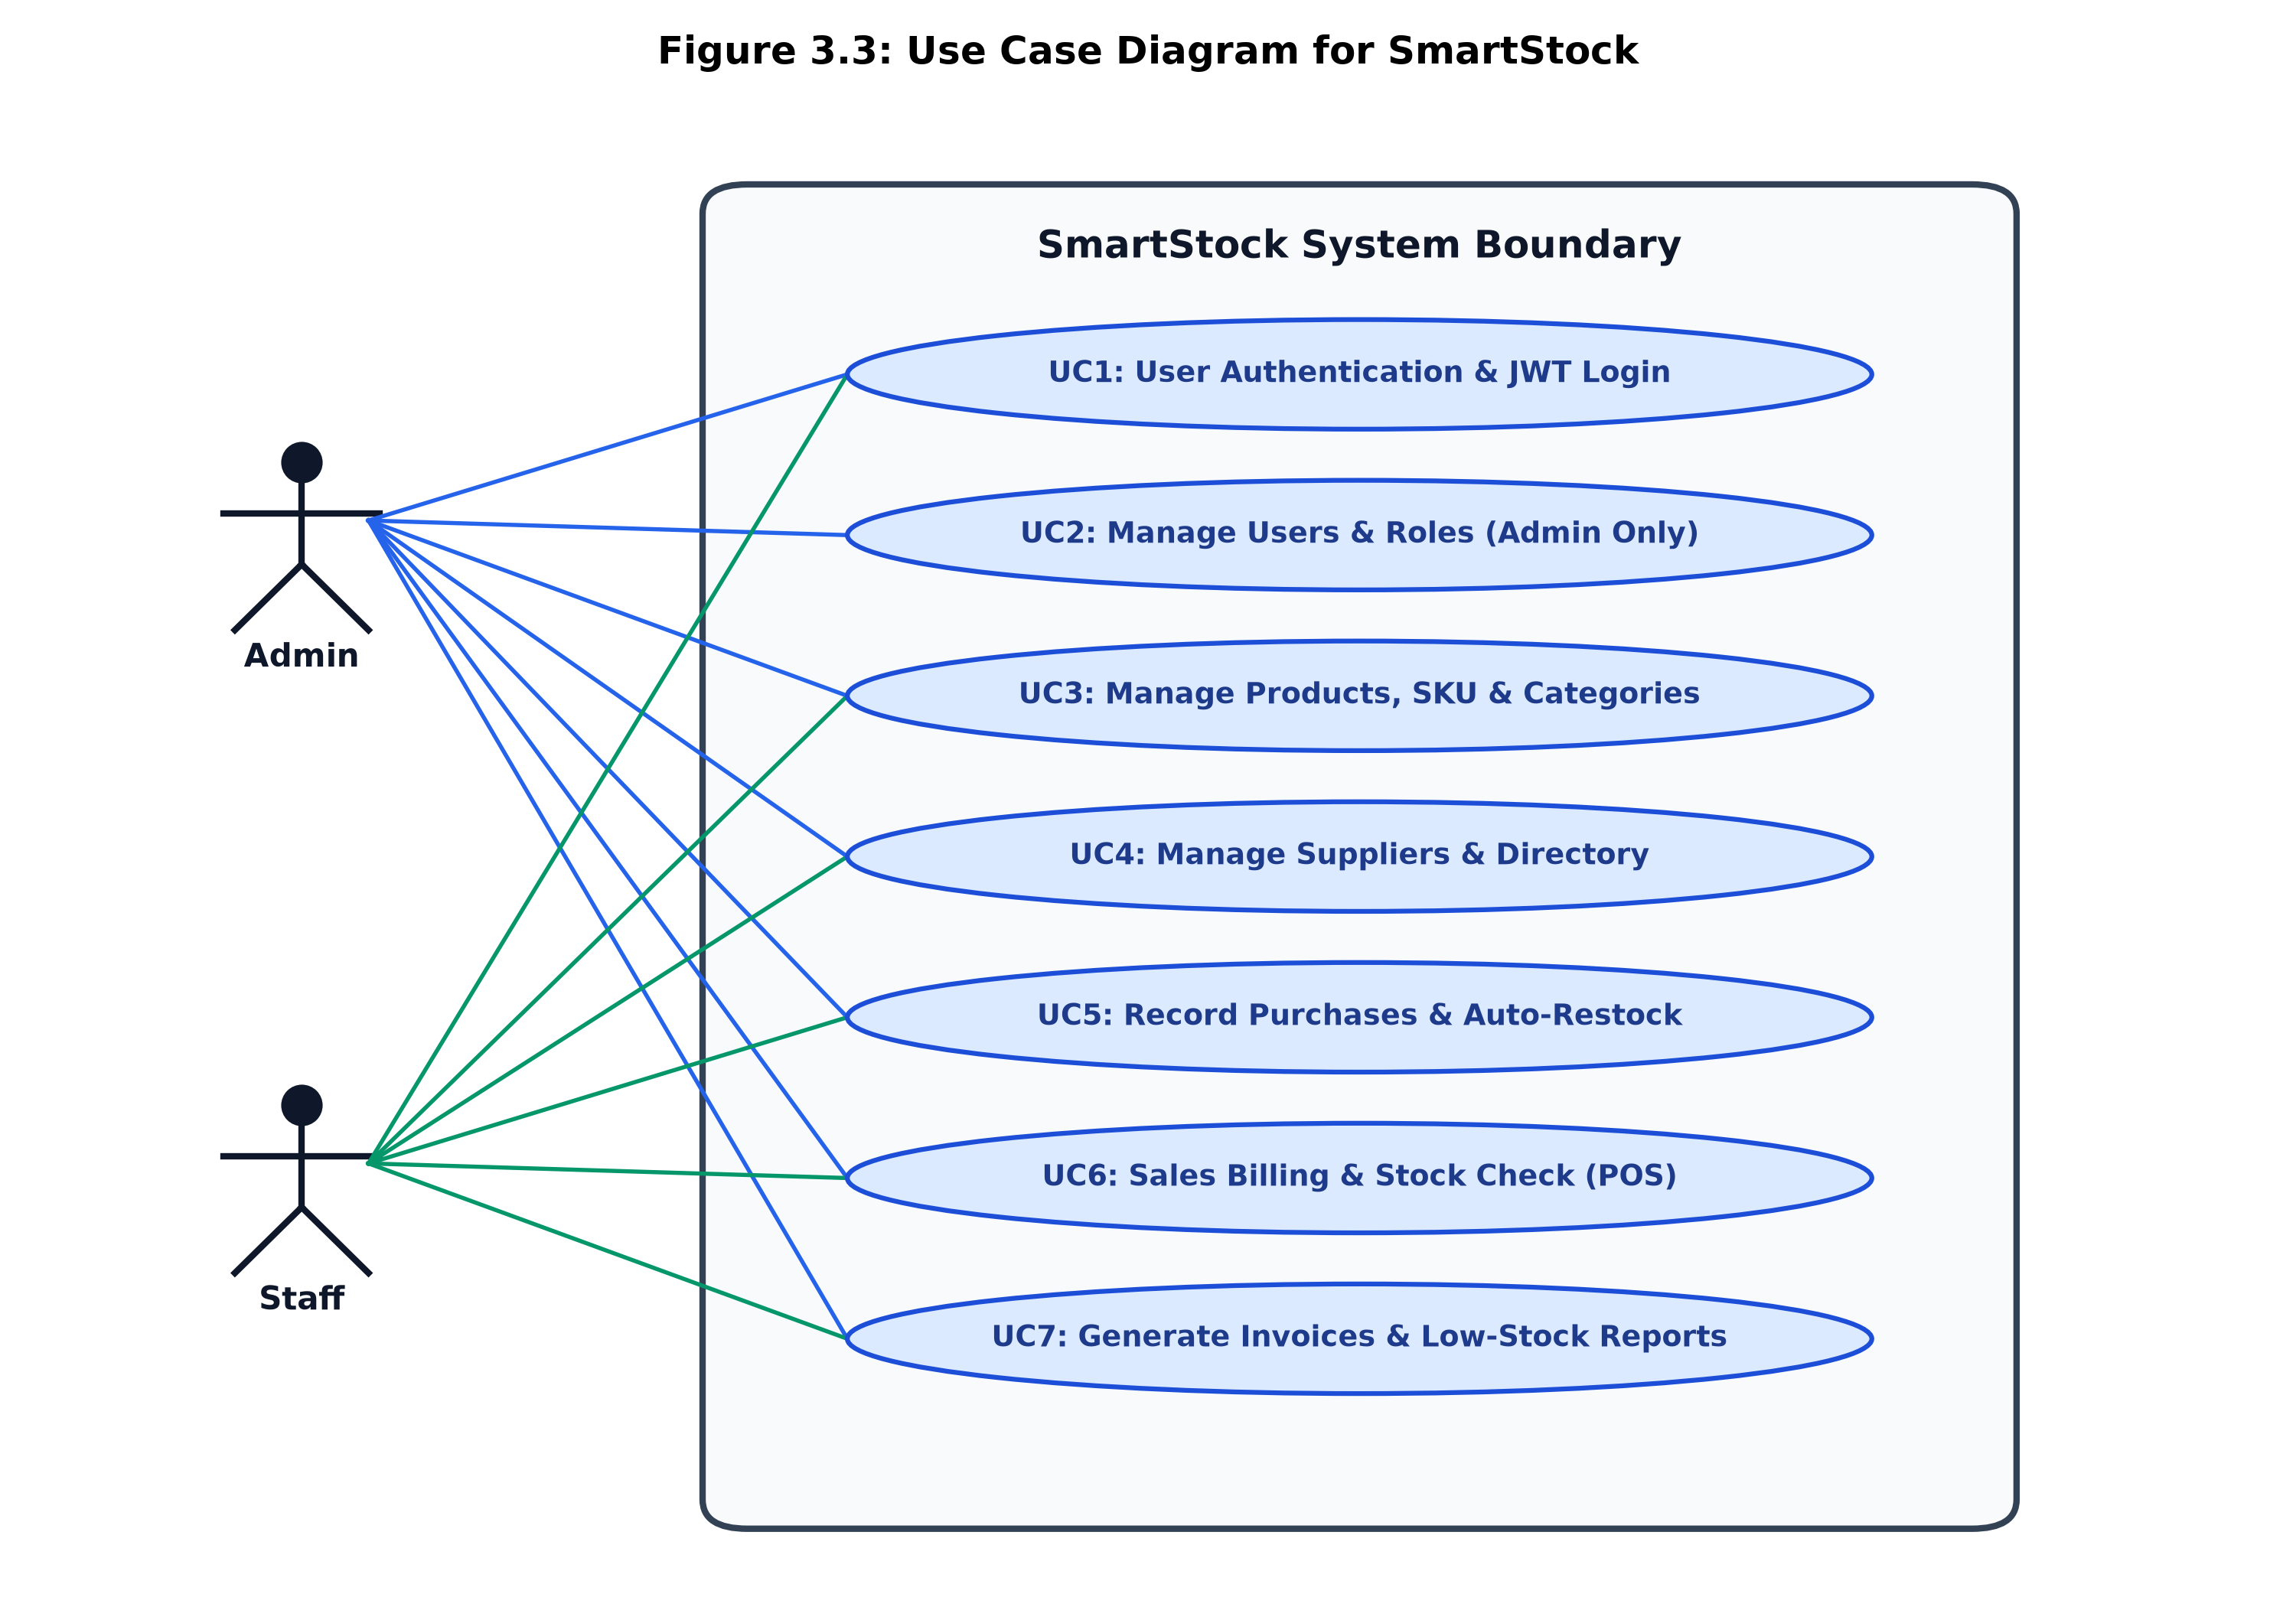 Figure 3.3: Use Case Diagram for SmartStock
SmartStock System Boundary
UC1: User Authentication & JWT Login
UC2: Manage Users & Roles (Admin Only)
Admin
UC3: Manage Products, SKU & Categories
UC4: Manage Suppliers & Directory
UC5: Record Purchases & Auto-Restock
UC6: Sales Billing & Stock Check (POS)
Staff
UC7: Generate Invoices & Low-Stock Reports